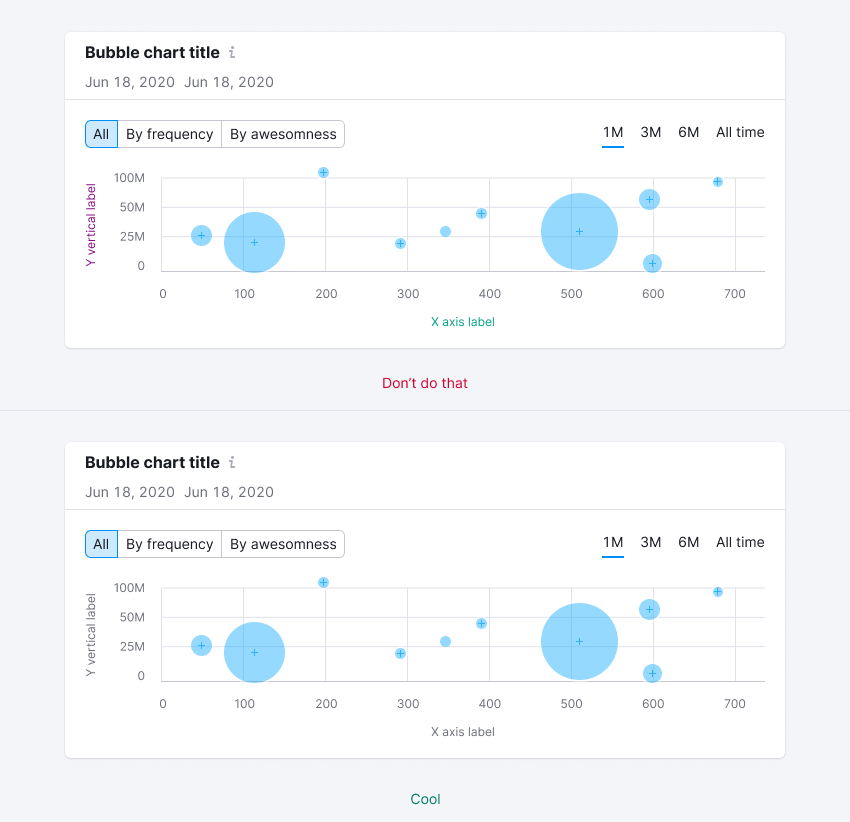 Bubble chart title i
Jun 18, 2020 Jun 18, 2020
All By frequency By awesomness 1M 3M 6M All time
Y vertical label
100M
50M
25M
0
0 100 200 300 400 500 600 700
X axis label
Don’t do that
Bubble chart title i
Jun 18, 2020 Jun 18, 2020
All By frequency By awesomness 1M 3M 6M All time
Y vertical label
100M
50M
25M
0
0 100 200 300 400 500 600 700
X axis label
Cool